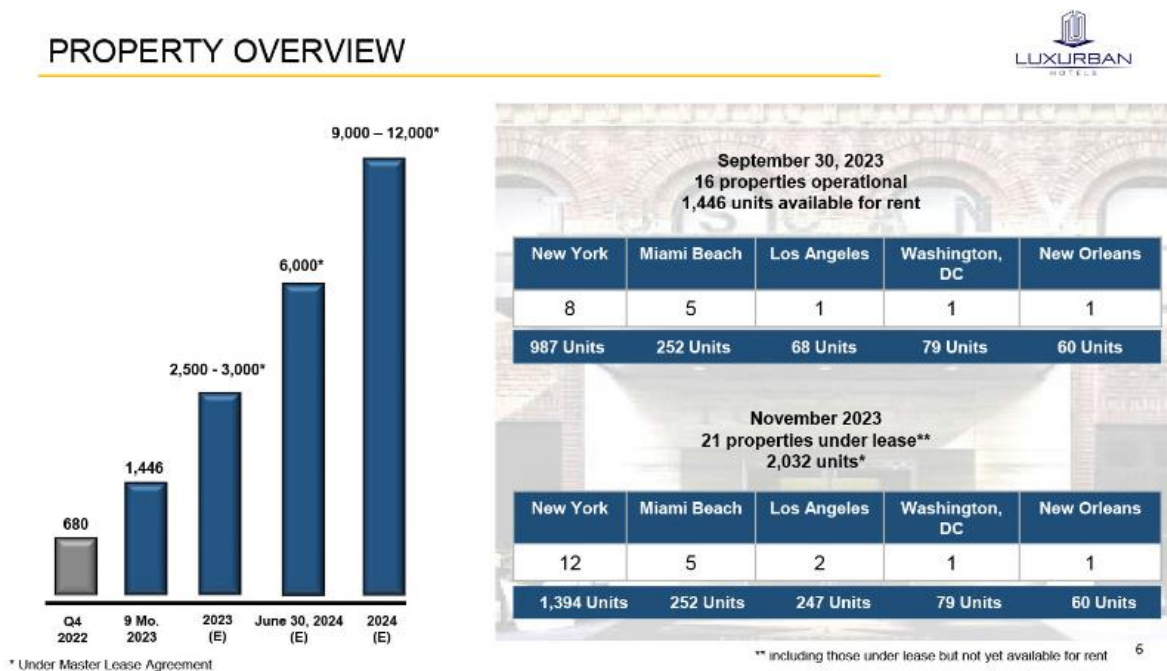 PROPERTY OVERVIEW
LUXURBAN
HOTELS
9,000 – 12,000*
6,000*
2,500 - 3,000*
1,446
680
Q4
2022
9 Mo.
2023
2023
(E)
June 30, 2024
(E)
2024
(E)
* Under Master Lease Agreement
September 30, 2023
16 properties operational
1,446 units available for rent
New York Miami Beach Los Angeles Washington, DC New Orleans
8 5 1 1 1
987 Units 252 Units 68 Units 79 Units 60 Units
November 2023
21 properties under lease**
2,032 units*
New York Miami Beach Los Angeles Washington, DC New Orleans
12 5 2 1 1
1,394 Units 252 Units 247 Units 79 Units 60 Units
** including those under lease but not yet available for rent
6